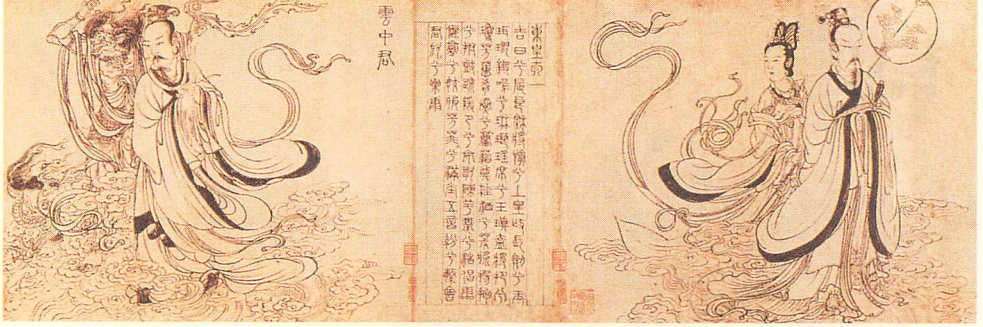 東皇太一
吉日兮辰良穆將愉兮上皇撫長劍兮玉
珥璆鏘鳴兮琳琅瑤席兮玉瑱盍將把兮
瓊芳蕙肴蒸兮蘭藉奠桂酒兮椒漿揚枹
兮拊鼓疏緩節兮安歌陳竽瑟兮浩倡靈
偃蹇兮姣服芳菲菲兮滿堂五音紛兮繁會
君欣兮樂康
雲中君